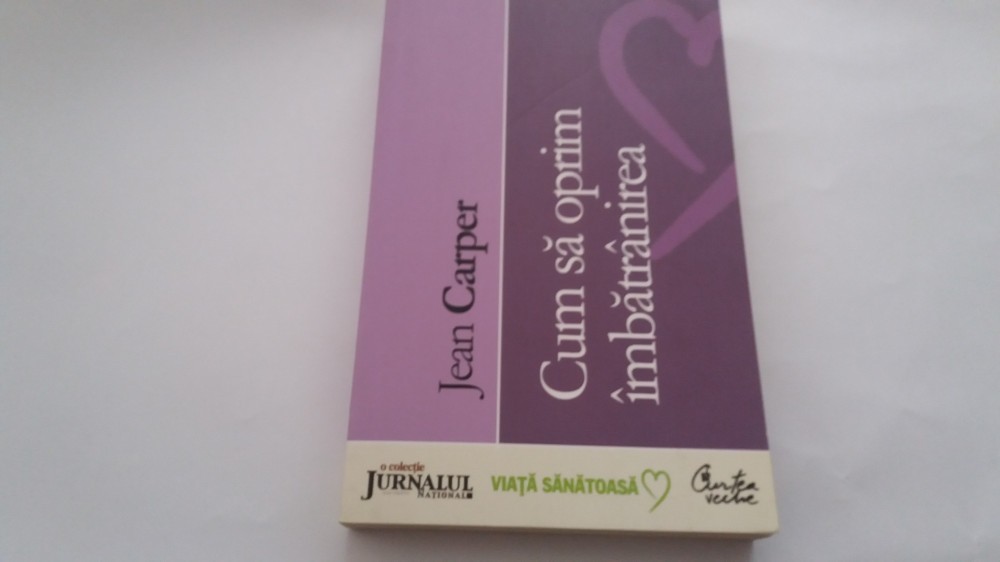 Jean Carper
Cum să oprim
îmbătrânirea
o colecție
JURNALUL
NAȚIONAL
VIAȚĂ SĂNĂTOASĂ
Curtea
veche